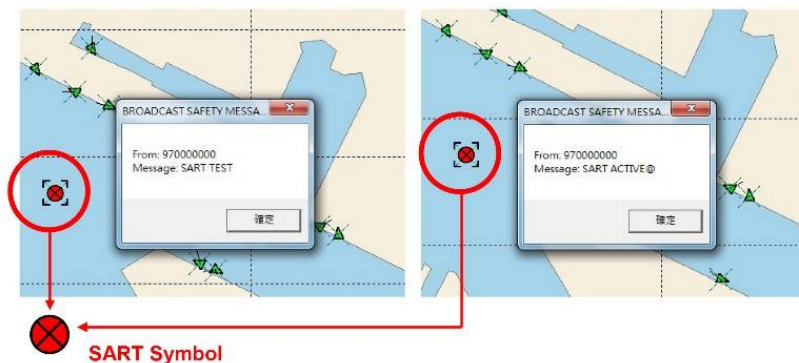 BROADCAST SAFETY MESSA...
From: 970000000
Message: SART TEST
確定
BROADCAST SAFETY MESSA...
From: 970000000
Message: SART ACTIVE@
確定
SART Symbol